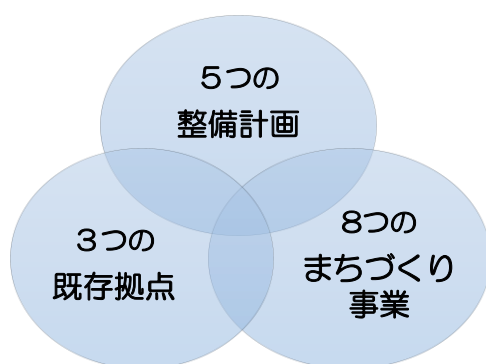 ５つの
整備計画
３つの
既存拠点
8つの
まちづくり
事業